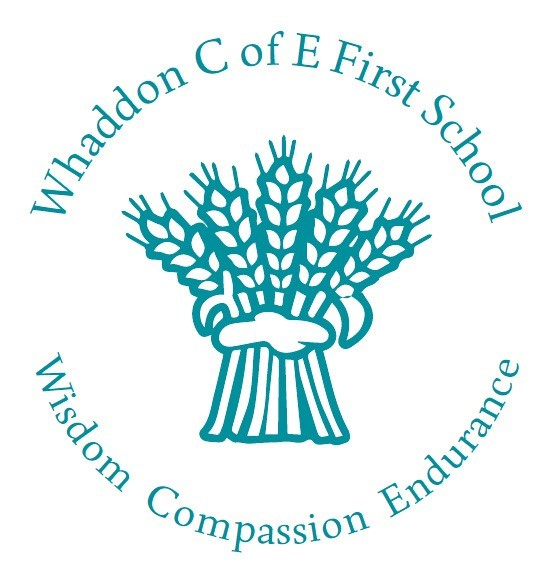 Whaddon C of E First School
Wisdom Compassion Endurance